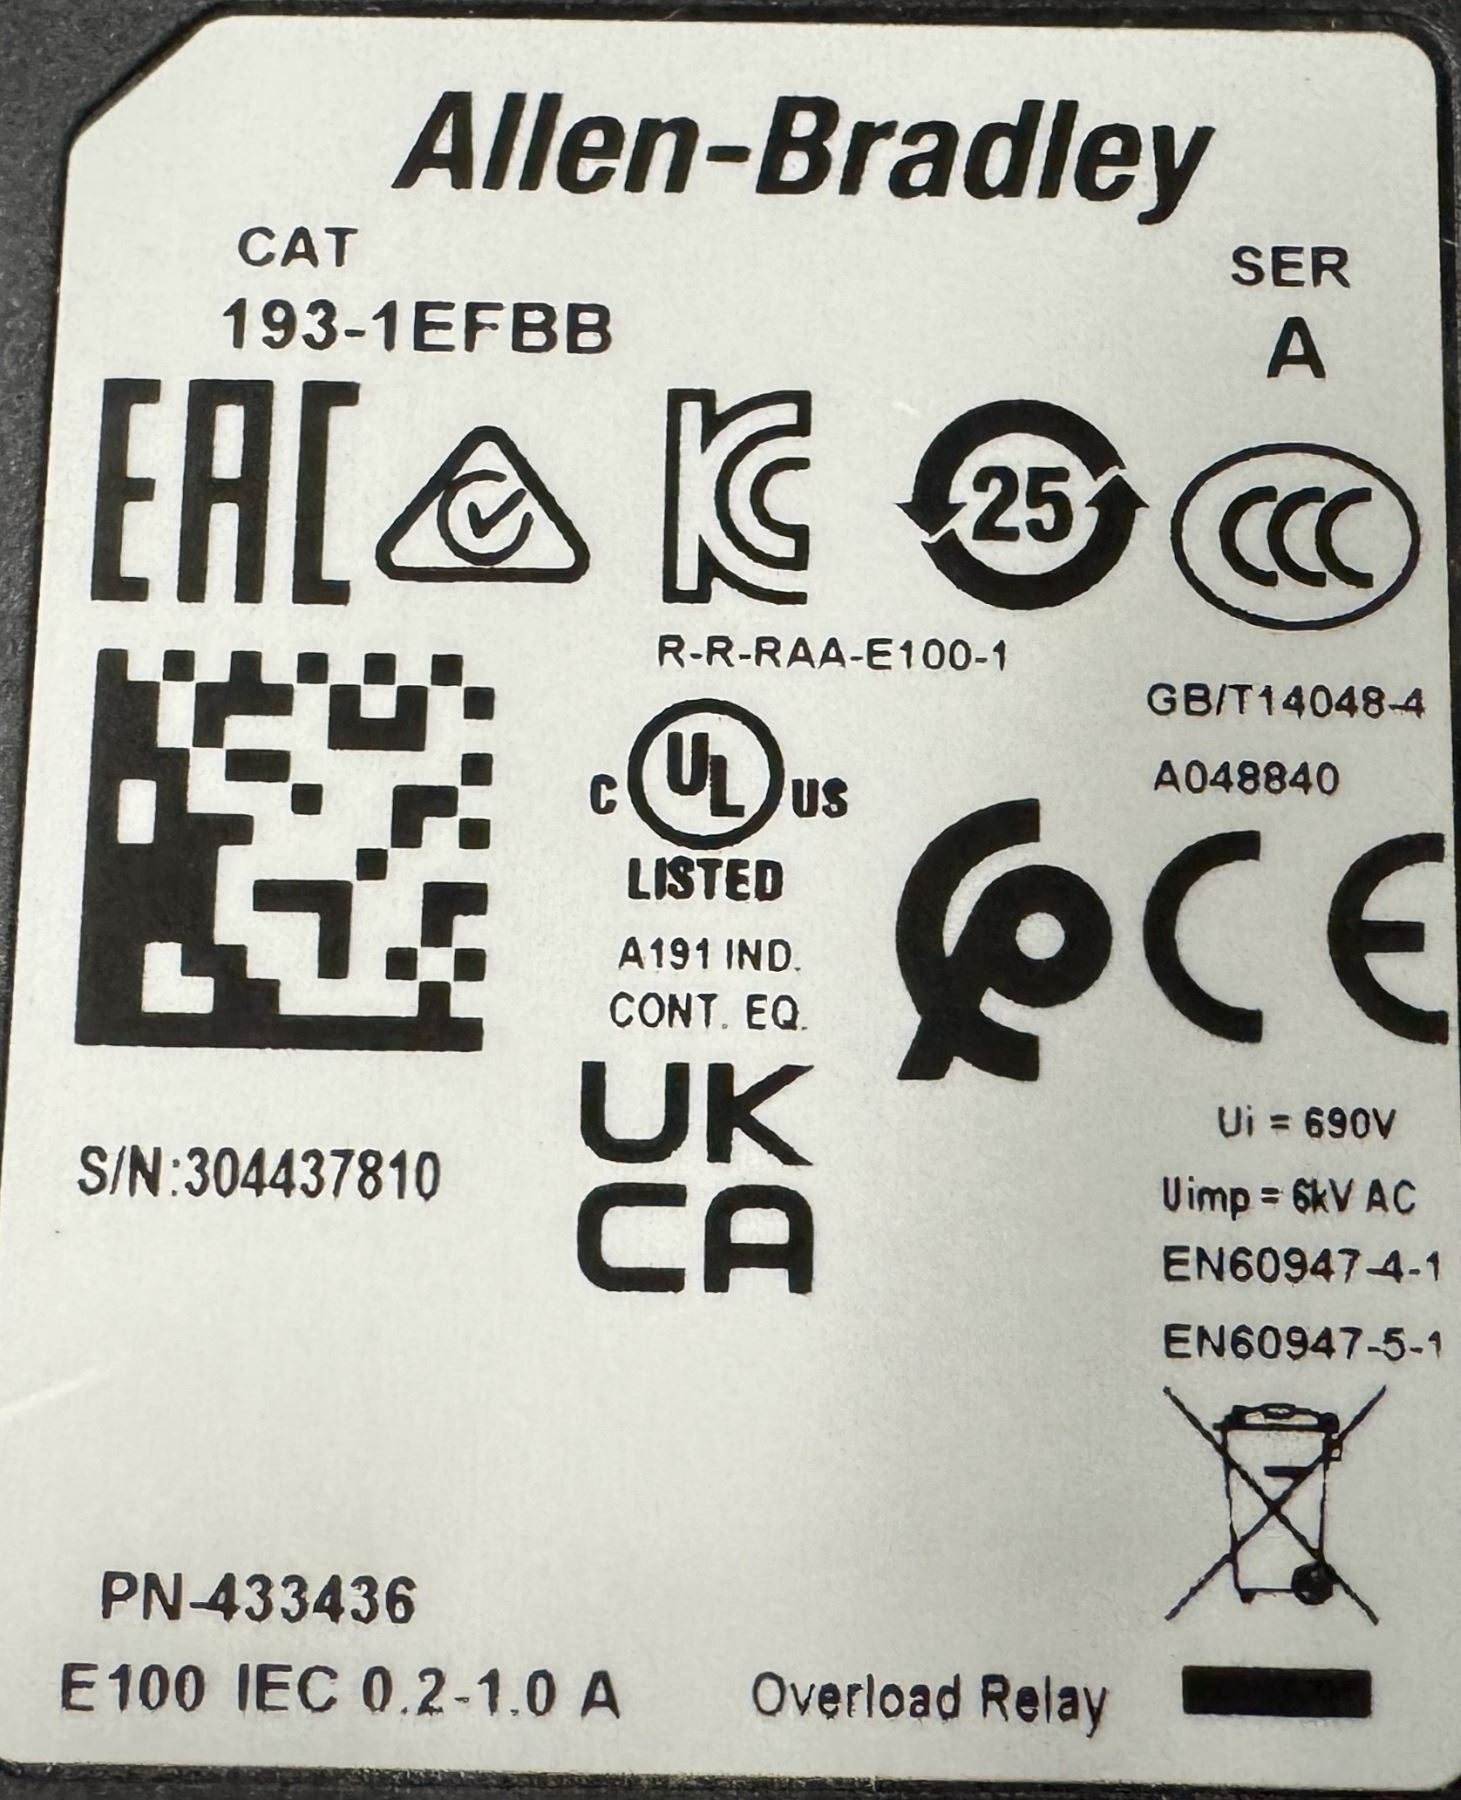 Allen-Bradley
CAT
193-1EFBB
SER
A
EAC
KC
25
CCC
R-R-RAA-E100-1
GB/T14048-4
A048840
C UL US
LISTED
A191 IND.
CONT. EQ.
CE
UK
CA
S/N:304437810
Ui = 690V
Uimp = 6kV AC
EN60947-4-1
EN60947-5-1
PN-433436
E100 IEC 0.2-1.0 A
Overload Relay